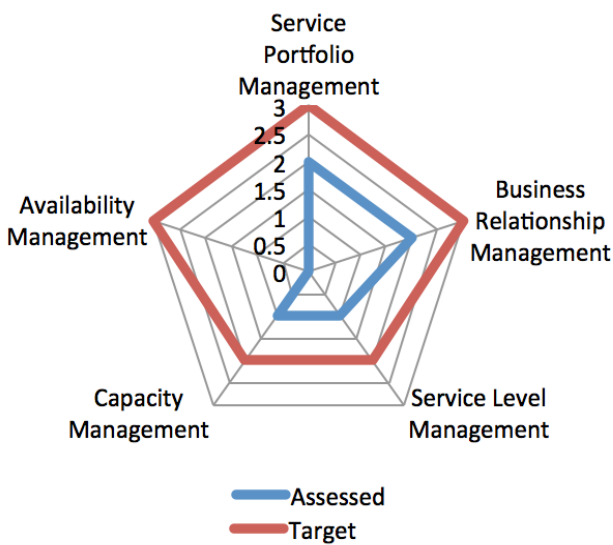 Service
Portfolio
Management
3
2.5
2
1.5
1
0.5
0
Availability
Management
Business
Relationship
Management
Capacity
Management
Service Level
Management
Assessed
Target